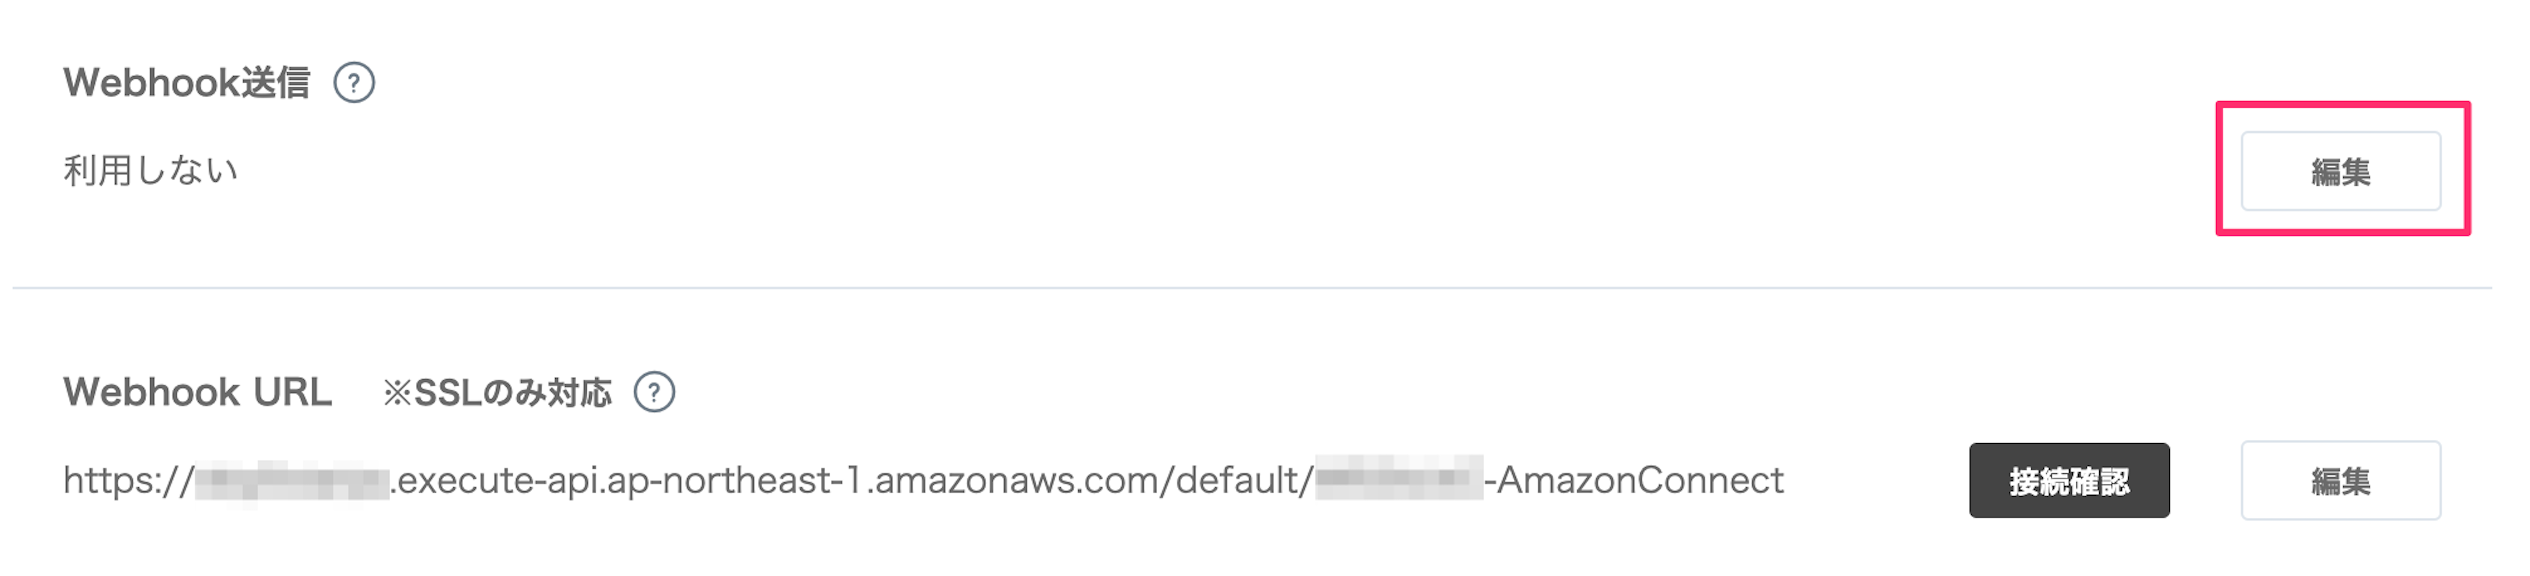 Webhook送信 ?
利用しない
編集
Webhook URL ※SSLのみ対応 ?
https:// .execute-api.ap-northeast-1.amazonaws.com/default/ -AmazonConnect
接続確認
編集